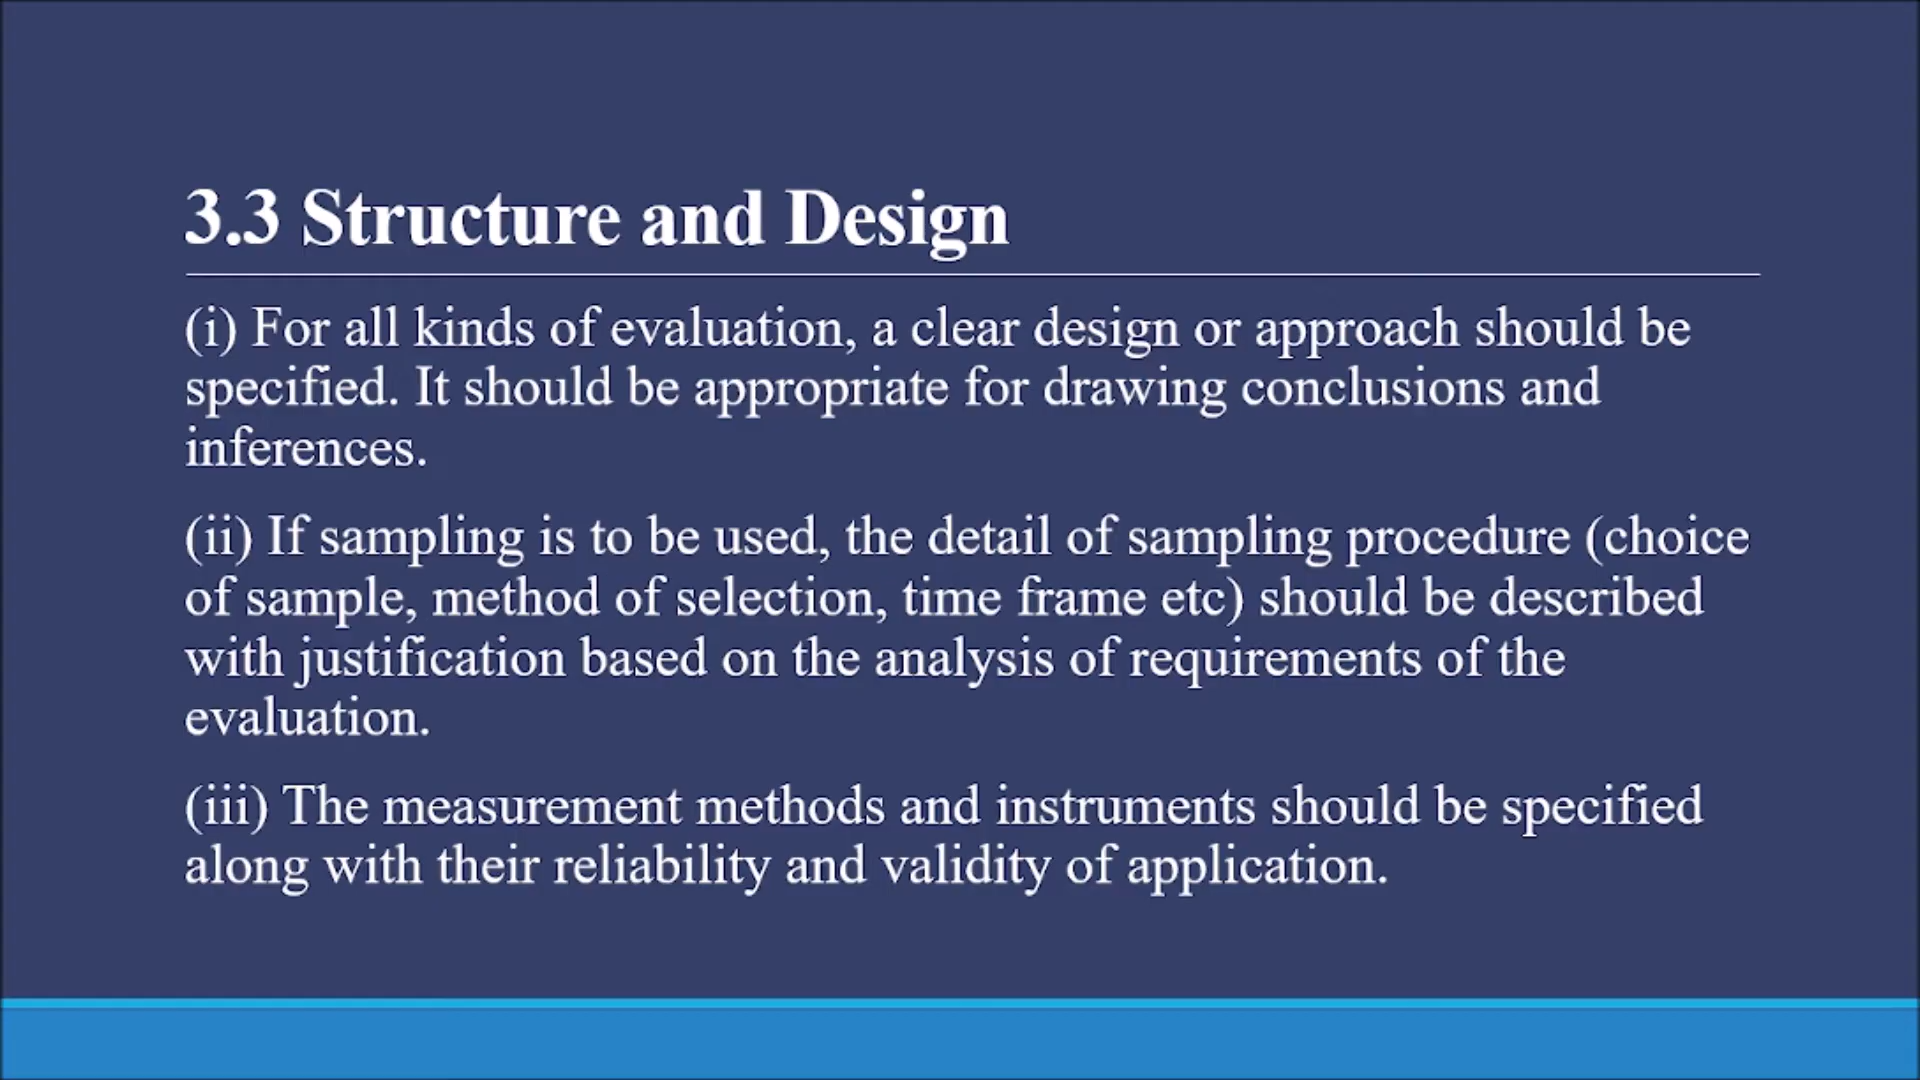 3.3 Structure and Design
(i) For all kinds of evaluation, a clear design or approach should be
specified. It should be appropriate for drawing conclusions and
inferences.
(ii) If sampling is to be used, the detail of sampling procedure (choice
of sample, method of selection, time frame etc) should be described
with justification based on the analysis of requirements of the
evaluation.
(iii) The measurement methods and instruments should be specified
along with their reliability and validity of application.